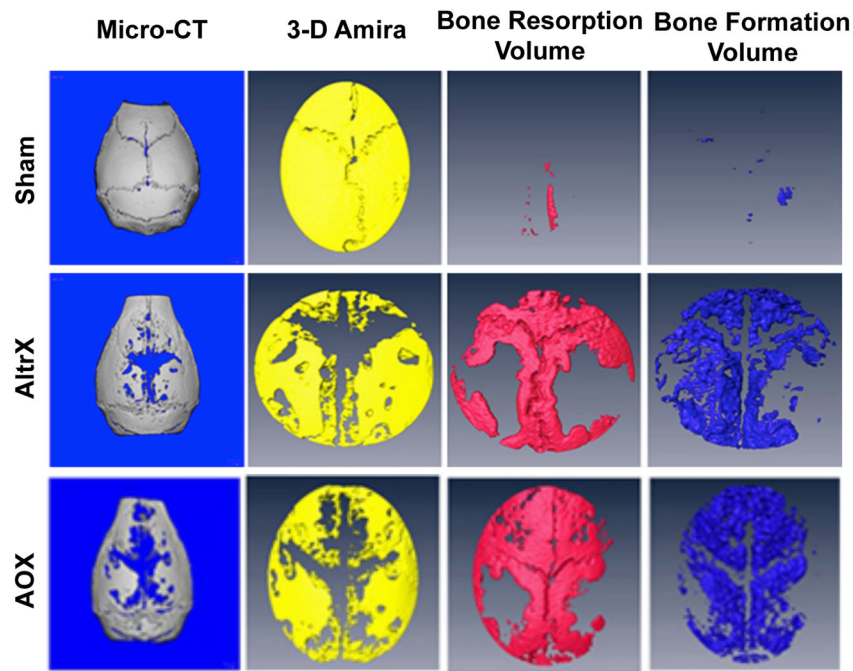 Micro-CT
3-D Amira
Bone Resorption
Volume
Bone Formation
Volume
Sham
AltrX
AOX